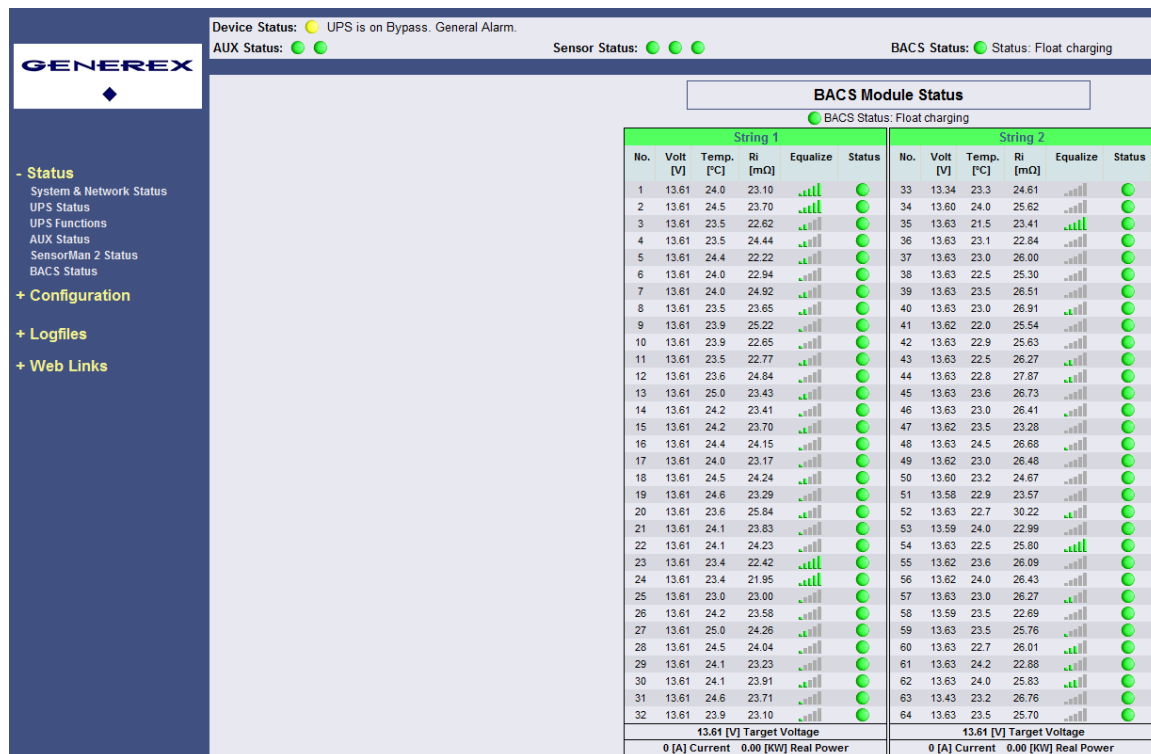 Device Status: UPS is on Bypass. General Alarm.
AUX Status: Sensor Status: BACS Status: Status: Float charging
GENEREX
- Status
System & Network Status
UPS Status
UPS Functions
AUX Status
SensorMan 2 Status
BACS Status
+ Configuration
+ Logfiles
+ Web Links
BACS Module Status
BACS Status: Float charging
String 1 String 2
No. Volt [V] Temp. [°C] Ri [mΩ] Equalize Status No. Volt [V] Temp. [°C] Ri [mΩ] Equalize Status
1 13.61 24.0 23.10 33 13.34 23.3 24.61
2 13.61 24.5 23.70 34 13.60 24.0 25.62
3 13.61 23.5 22.62 35 13.63 21.5 23.41
4 13.61 23.5 24.44 36 13.63 23.1 22.84
5 13.61 24.4 22.22 37 13.63 23.0 26.00
6 13.61 24.0 22.94 38 13.63 22.5 25.30
7 13.61 24.0 24.92 39 13.63 23.5 26.51
8 13.61 23.5 23.65 40 13.63 23.0 26.91
9 13.61 23.9 25.22 41 13.62 22.0 25.54
10 13.61 23.9 22.65 42 13.63 22.9 25.63
11 13.61 23.5 22.77 43 13.63 22.5 26.27
12 13.61 23.6 24.84 44 13.63 22.8 27.87
13 13.61 25.0 23.43 45 13.63 23.6 26.73
14 13.61 24.2 23.41 46 13.63 23.0 26.41
15 13.61 24.2 23.70 47 13.62 23.5 23.28
16 13.61 24.4 24.15 48 13.63 24.5 26.68
17 13.61 24.0 23.17 49 13.62 23.0 26.48
18 13.61 24.5 24.24 50 13.60 23.2 24.67
19 13.61 24.6 23.29 51 13.58 22.9 23.57
20 13.61 23.6 25.84 52 13.63 22.7 30.22
21 13.61 24.1 23.83 53 13.59 24.0 22.99
22 13.61 24.1 24.23 54 13.63 22.5 25.80
23 13.61 23.4 22.42 55 13.62 23.6 26.09
24 13.61 23.4 21.95 56 13.62 24.0 26.43
25 13.61 23.0 23.00 57 13.63 23.0 26.27
26 13.61 24.2 23.58 58 13.59 23.5 22.69
27 13.61 25.0 24.26 59 13.63 23.5 25.76
28 13.61 24.5 24.04 60 13.63 22.7 26.01
29 13.61 24.1 23.23 61 13.63 24.2 22.88
30 13.61 24.1 23.91 62 13.63 24.0 25.83
31 13.61 24.6 23.71 63 13.43 23.2 26.76
32 13.61 23.9 23.10 64 13.63 23.5 25.70
13.61 [V] Target Voltage 13.61 [V] Target Voltage
0 [A] Current 0.00 [KW] Real Power 0 [A] Current 0.00 [KW] Real Power